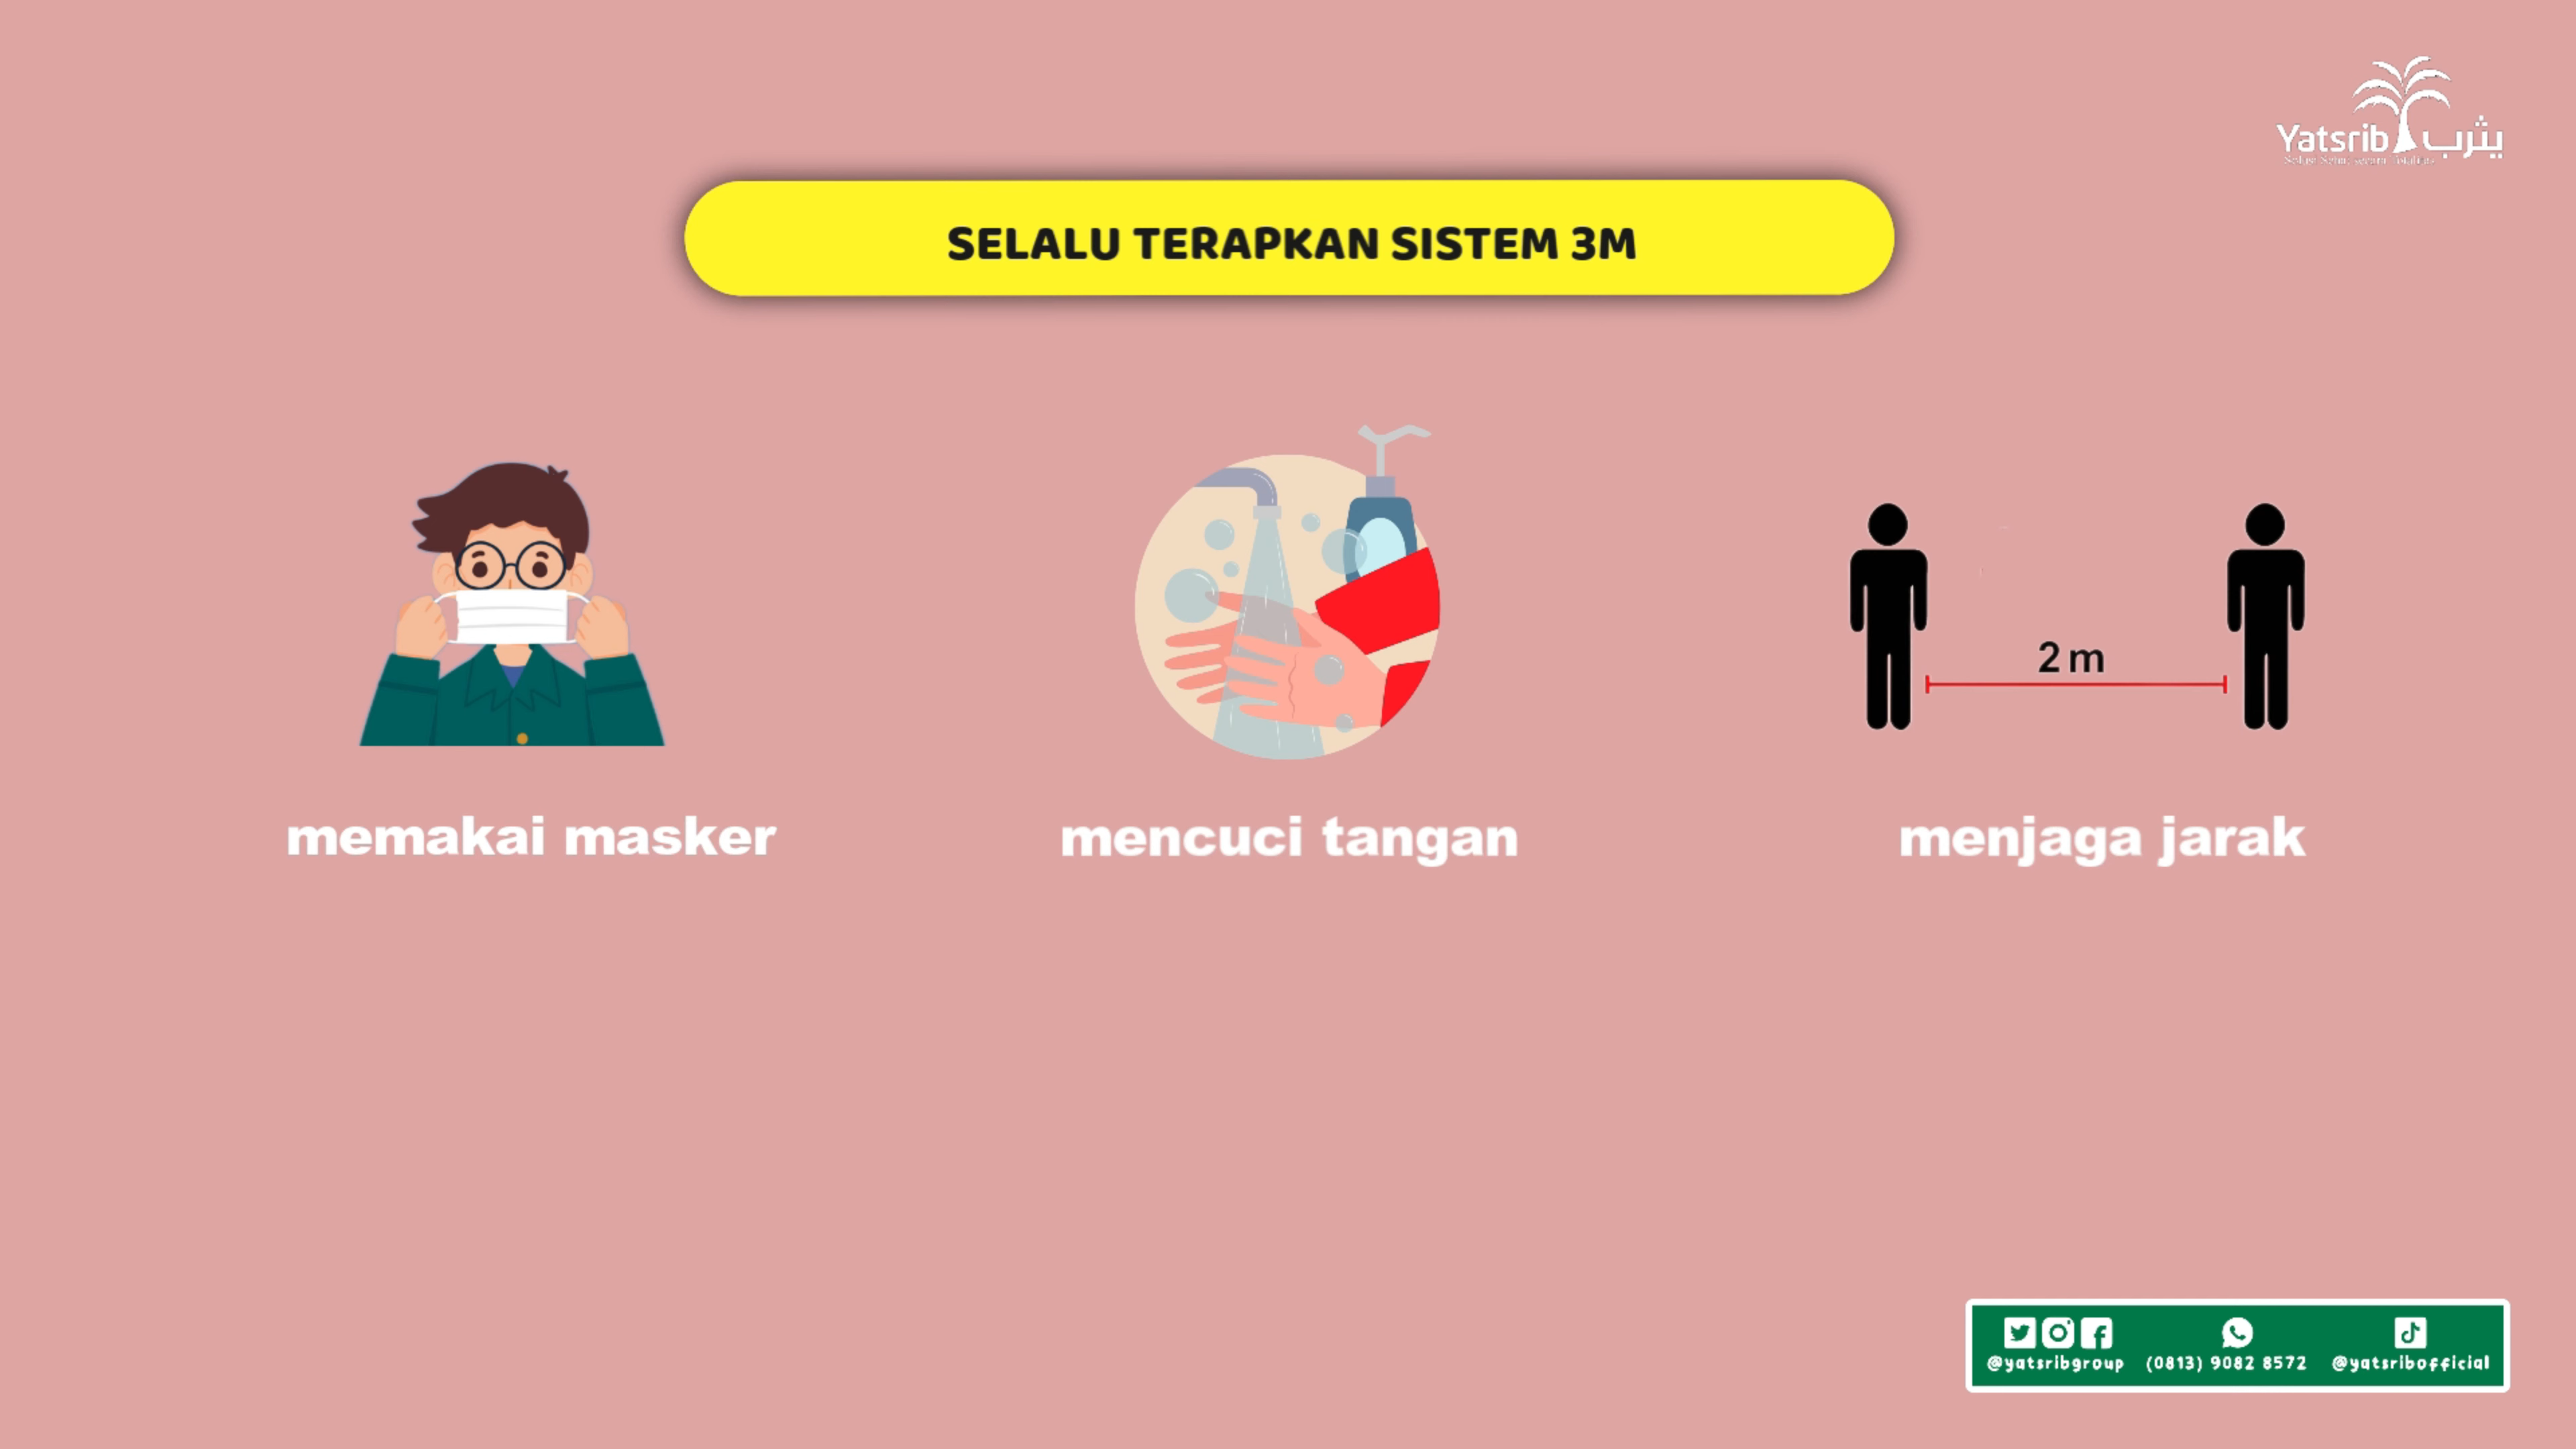 Yatsrib يثرب
SELALU TERAPKAN SISTEM 3M
2 m
memakai masker
mencuci tangan
menjaga jarak
@yatsribgroup
(0813) 9082 8572
@yatsribofficial